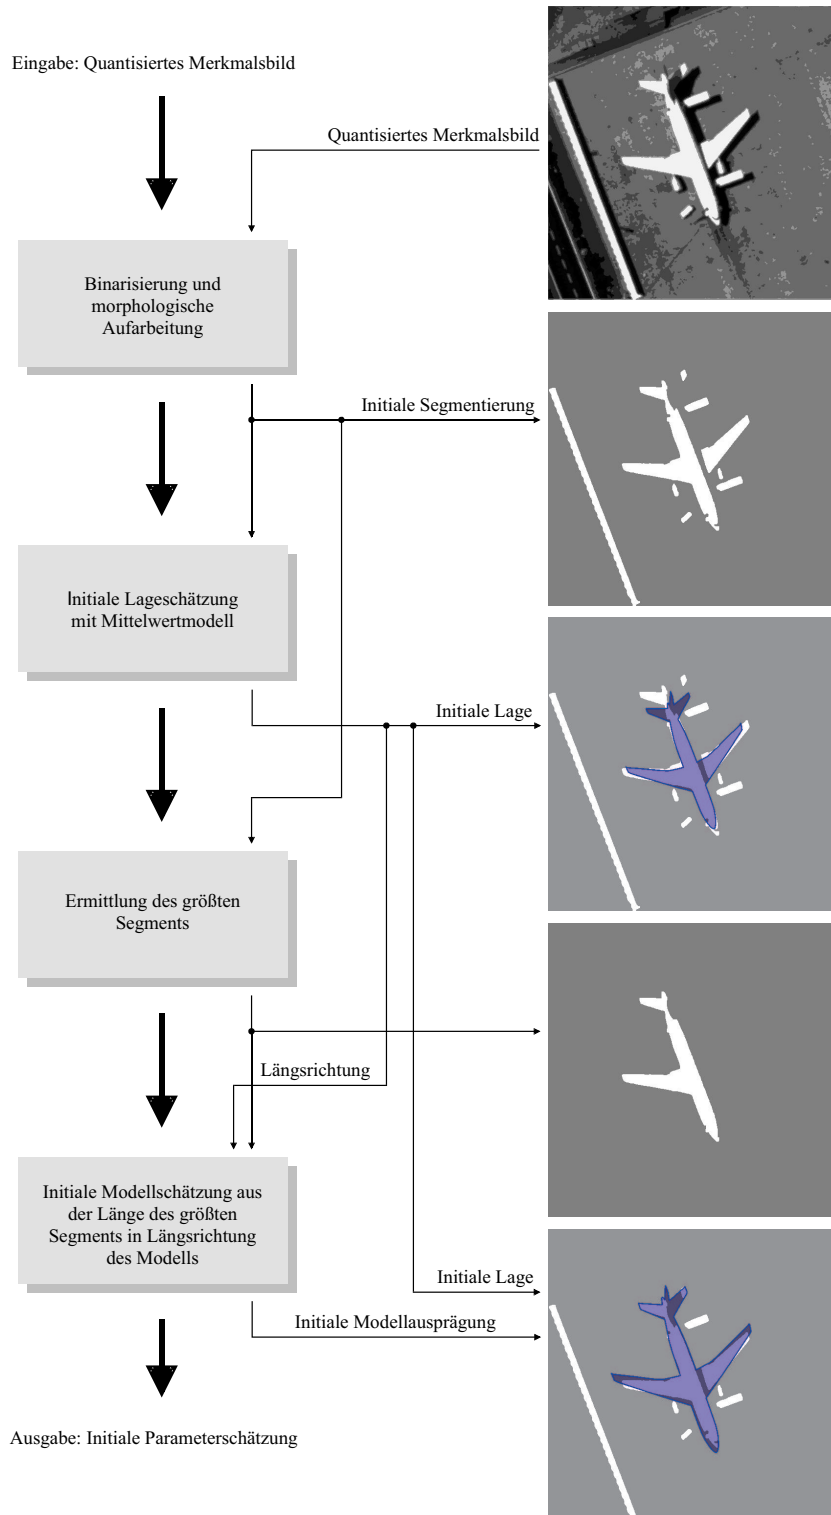 Eingabe: Quantisiertes Merkmalsbild
Quantisiertes Merkmalsbild
Binarisierung und
morphologische
Aufarbeitung
Initiale Segmentierung
Initiale Lageschätzung
mit Mittelwertmodell
Initiale Lage
Ermittlung des größten
Segments
Längsrichtung
Initiale Modellschätzung aus
der Länge des größten
Segments in Längsrichtung
des Modells
Initiale Lage
Initiale Modellausprägung
Ausgabe: Initiale Parameterschätzung